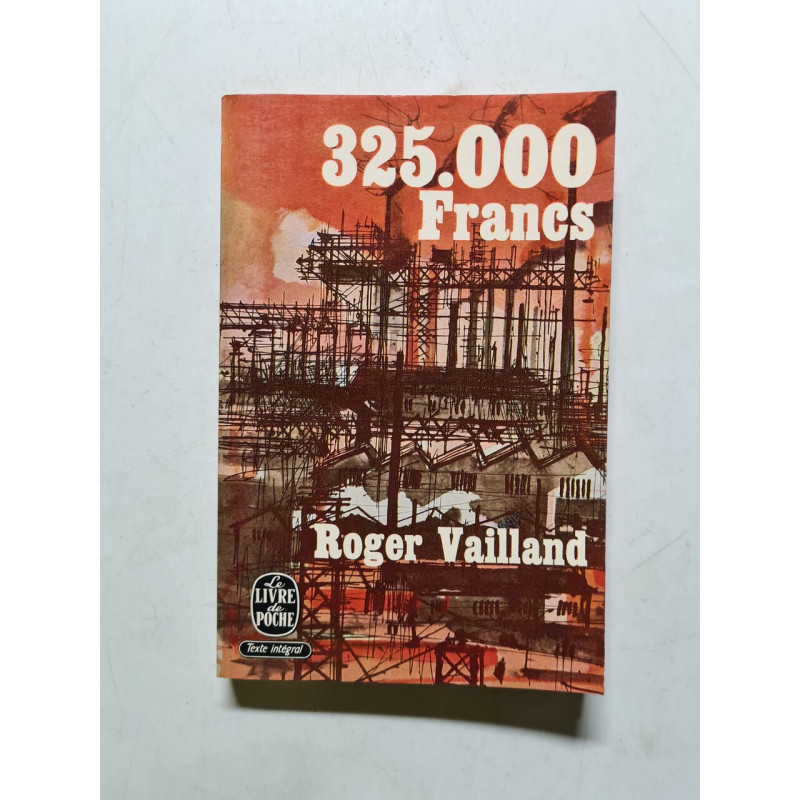 325.000
Francs
Roger Vailland
Le
LIVRE
de
POCHE
Texte intégral